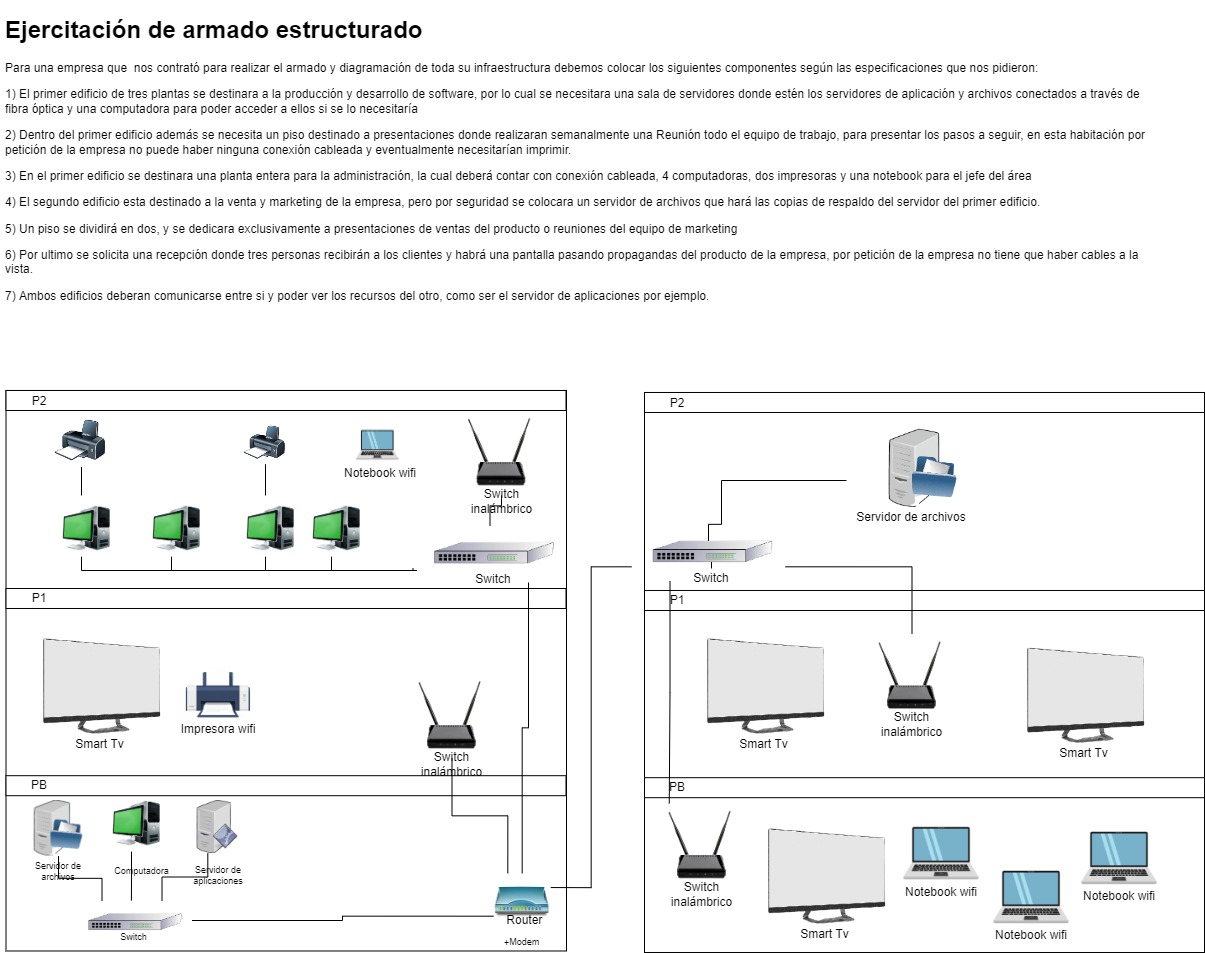 Ejercitación de armado estructurado
Para una empresa que  nos contrató para realizar el armado y diagramación de toda su infraestructura debemos colocar los siguientes componentes según las especificaciones que nos pidieron:
1) El primer edificio de tres plantas se destinara a la producción y desarrollo de software, por lo cual se necesitara una sala de servidores donde estén los servidores de aplicación y archivos conectados a través de
fibra óptica y una computadora para poder acceder a ellos si se lo necesitaría
2) Dentro del primer edificio además se necesita un piso destinado a presentaciones donde realizaran semanalmente una Reunión todo el equipo de trabajo, para presentar los pasos a seguir, en esta habitación por
petición de la empresa no puede haber ninguna conexión cableada y eventualmente necesitarían imprimir.
3) En el primer edificio se destinara una planta entera para la administración, la cual deberá contar con conexión cableada, 4 computadoras, dos impresoras y una notebook para el jefe del área
4) El segundo edificio esta destinado a la venta y marketing de la empresa, pero por seguridad se colocara un servidor de archivos que hará las copias de respaldo del servidor del primer edificio.
5) Un piso se dividirá en dos, y se dedicara exclusivamente a presentaciones de ventas del producto o reuniones del equipo de marketing
6) Por ultimo se solicita una recepción donde tres personas recibirán a los clientes y habrá una pantalla pasando propagandas del producto de la empresa, por petición de la empresa no tiene que haber cables a la
vista.
7) Ambos edificios deberan comunicarse entre si y poder ver los recursos del otro, como ser el servidor de aplicaciones por ejemplo.
P2
Notebook wifi
Switch
inalámbrico
Switch
P1
Smart Tv
Impresora wifi
Switch
inalámbrico
PB
Servidor de
archivos
Computadora
Servidor de
aplicaciones
Switch
Router
+Modem
P2
Servidor de archivos
Switch
P1
Smart Tv
Switch
inalámbrico
Smart Tv
PB
Switch
inalámbrico
Smart Tv
Notebook wifi
Notebook wifi
Notebook wifi